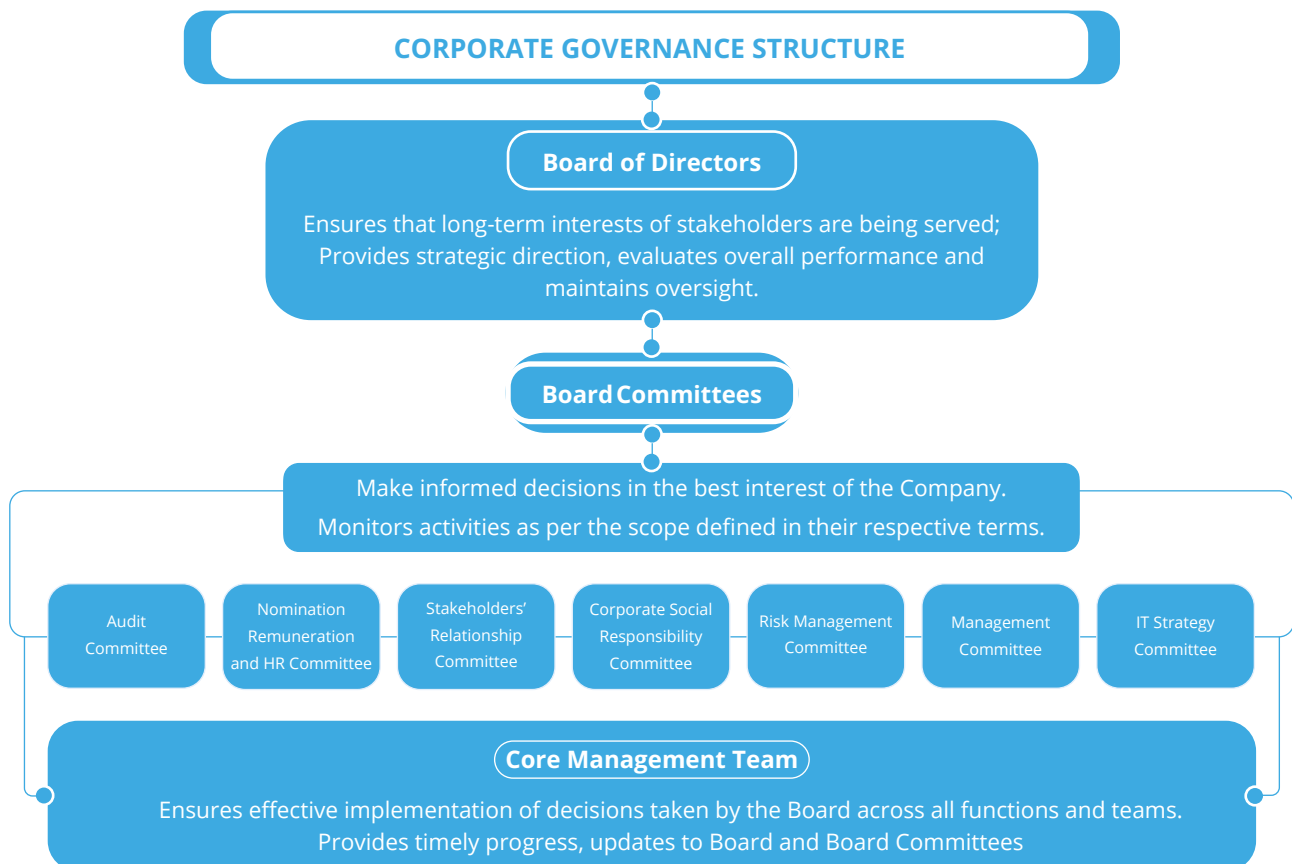 CORPORATE GOVERNANCE STRUCTURE
Board of Directors
Ensures that long-term interests of stakeholders are being served;
Provides strategic direction, evaluates overall performance and
maintains oversight.
Board Committees
Make informed decisions in the best interest of the Company.
Monitors activities as per the scope defined in their respective terms.
Audit
Committee
Nomination
Remuneration
and HR Committee
Stakeholders’
Relationship
Committee
Corporate Social
Responsibility
Committee
Risk Management
Committee
Management
Committee
IT Strategy
Committee
Core Management Team
Ensures effective implementation of decisions taken by the Board across all functions and teams.
Provides timely progress, updates to Board and Board Committees